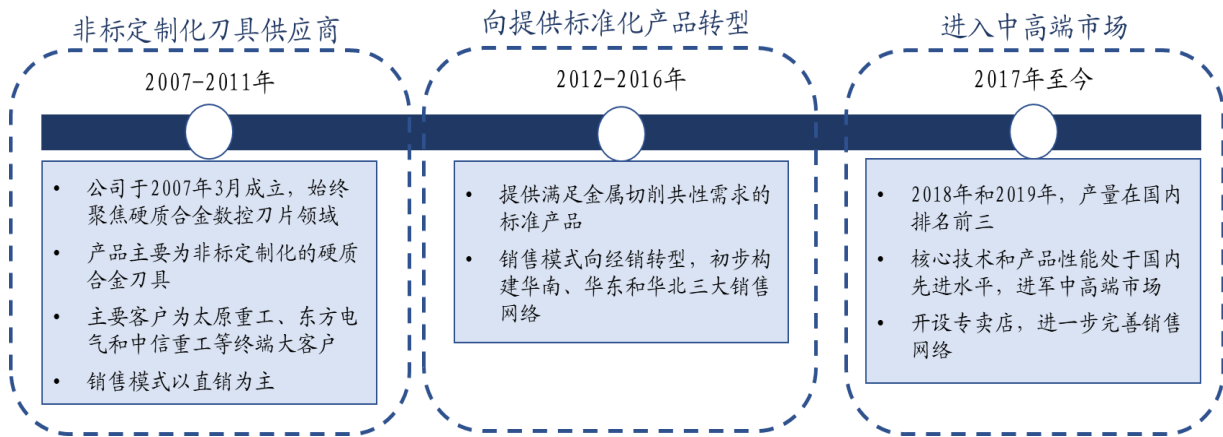 非标定制化刀具供应商
2007-2011年
• 公司于2007年3月成立，始终
聚焦硬质合金数控刀片领域
• 产品主要为非标定制化的硬质
合金刀具
• 主要客户为太原重工、东方电
气和中信重工等终端大客户
• 销售模式以直销为主
向提供标准化产品转型
2012-2016年
• 提供满足金属切削共性需求的
标准产品
• 销售模式向经销转型，初步构
建华南、华东和华北三大销售
网络
进入中高端市场
2017年至今
• 2018年和2019年，产量在国内
排名前三
• 核心技术和产品性能处于国内
先进水平，进军中高端市场
• 开设专卖店，进一步完善销售
网络